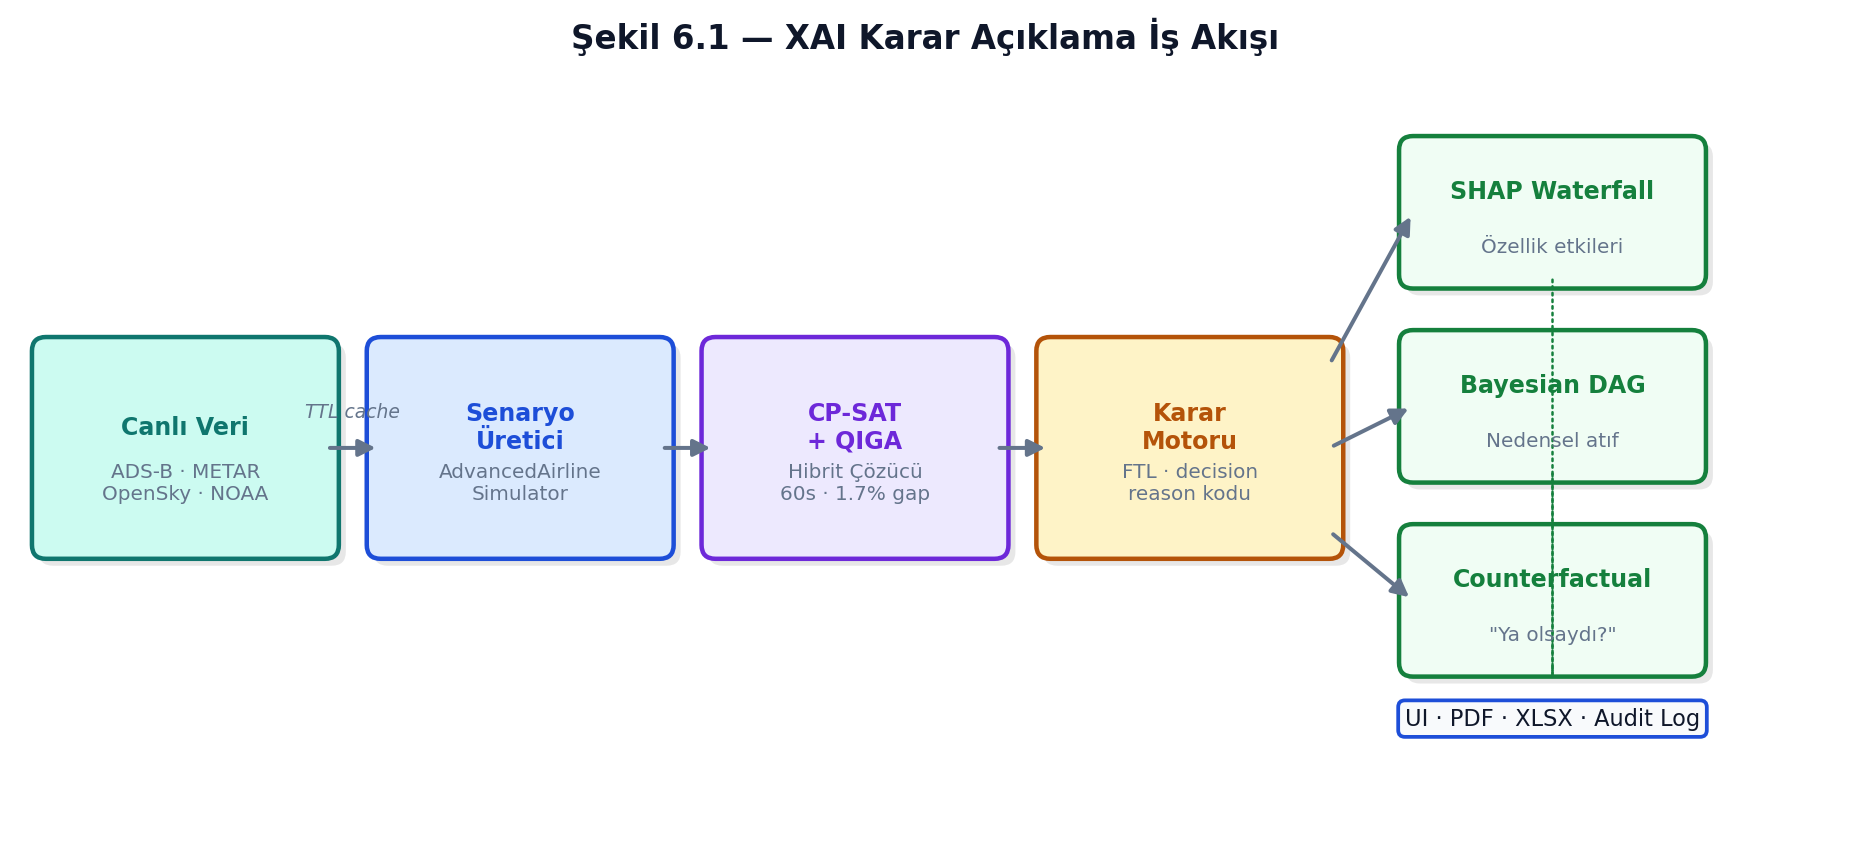 Şekil 6.1 — XAI Karar Açıklama İş Akışı
Canlı Veri
ADS-B · METAR
OpenSky · NOAA
TTL cache
Senaryo
Üretici
AdvancedAirline
Simulator
CP-SAT
+ QIGA
Hibrit Çözücü
60s · 1.7% gap
Karar
Motoru
FTL · decision
reason kodu
SHAP Waterfall
Özellik etkileri
Bayesian DAG
Nedensel atıf
Counterfactual
"Ya olsaydı?"
UI · PDF · XLSX · Audit Log